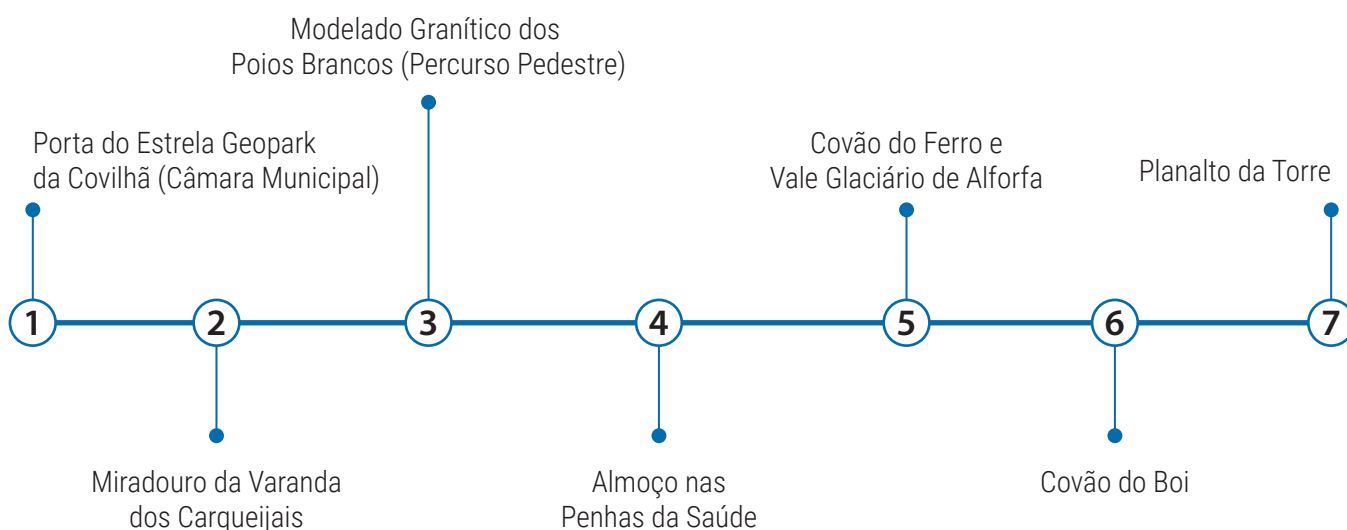 Modelado Granítico dos
Poios Brancos (Percurso Pedestre)
Porta do Estrela Geopark
da Covilhã (Câmara Municipal)
Covão do Ferro e
Vale Glaciário de Alforfa
Planalto da Torre
1
2
3
4
5
6
7
Miradouro da Varanda
dos Carqueijais
Almoço nas
Penhas da Saúde
Covão do Boi